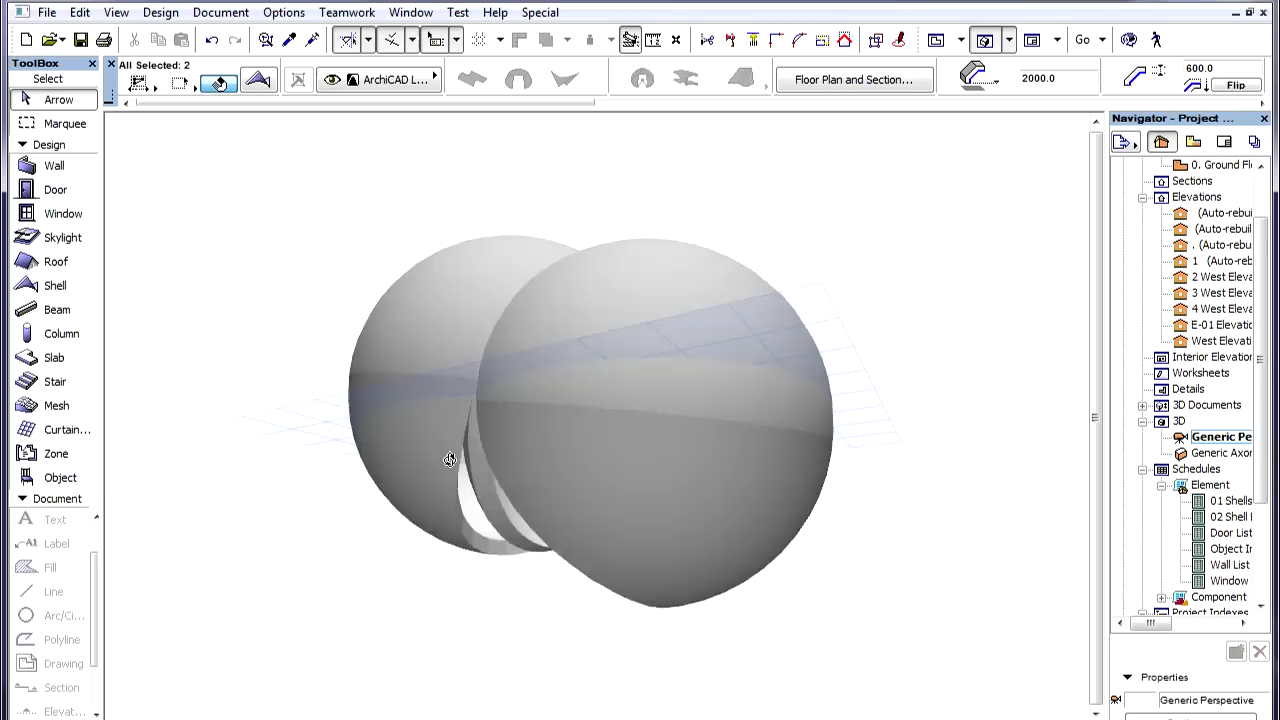 File Edit View Design Document Options Teamwork Window Test Help Special
Go
ToolBox
Select
Arrow
Marquee
Design
Wall
Door
Window
Skylight
Roof
Shell
Beam
Column
Slab
Stair
Mesh
Curtain...
Zone
Object
Document
Text
A1 Label
Fill
Line
Arc/Ci...
Polyline
Drawing
Section
Elevat...
All Selected: 2
ArchiCAD L...
Floor Plan and Section...
2000.0
600.0
Flip
Navigator - Project ...
0. Ground Fl
Sections
Elevations
(Auto-rebui
(Auto-rebuil
. (Auto-rebu
1 (Auto-reb
2 West Eleva
3 West Eleva
4 West Eleva
E-01 Elevatio
West Elevati
Interior Elevation
Worksheets
Details
3D Documents
3D
Generic Pe
Generic Axor
Schedules
Element
01 Shells
02 Shell
Door List
Object In
Wall List
Window
Component
Project Indexes
Properties
Generic Perspective